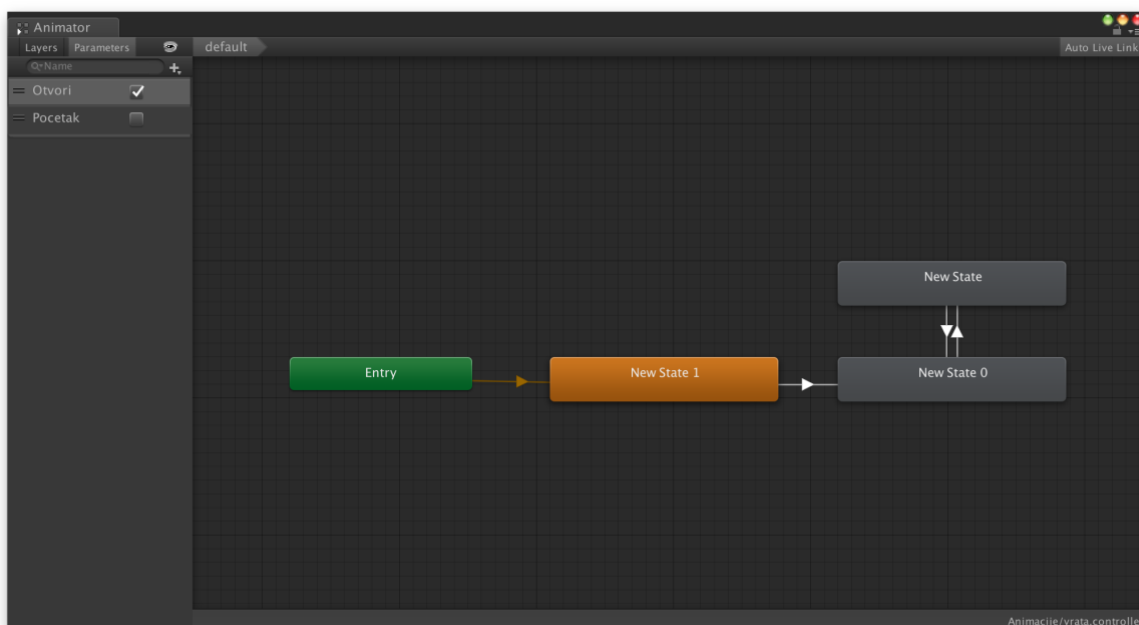 Animator
Layers Parameters default Auto Live Link
Name
Otvori
Pocetak
New State
Entry New State 1 New State 0
Animacije/vrata.controlle